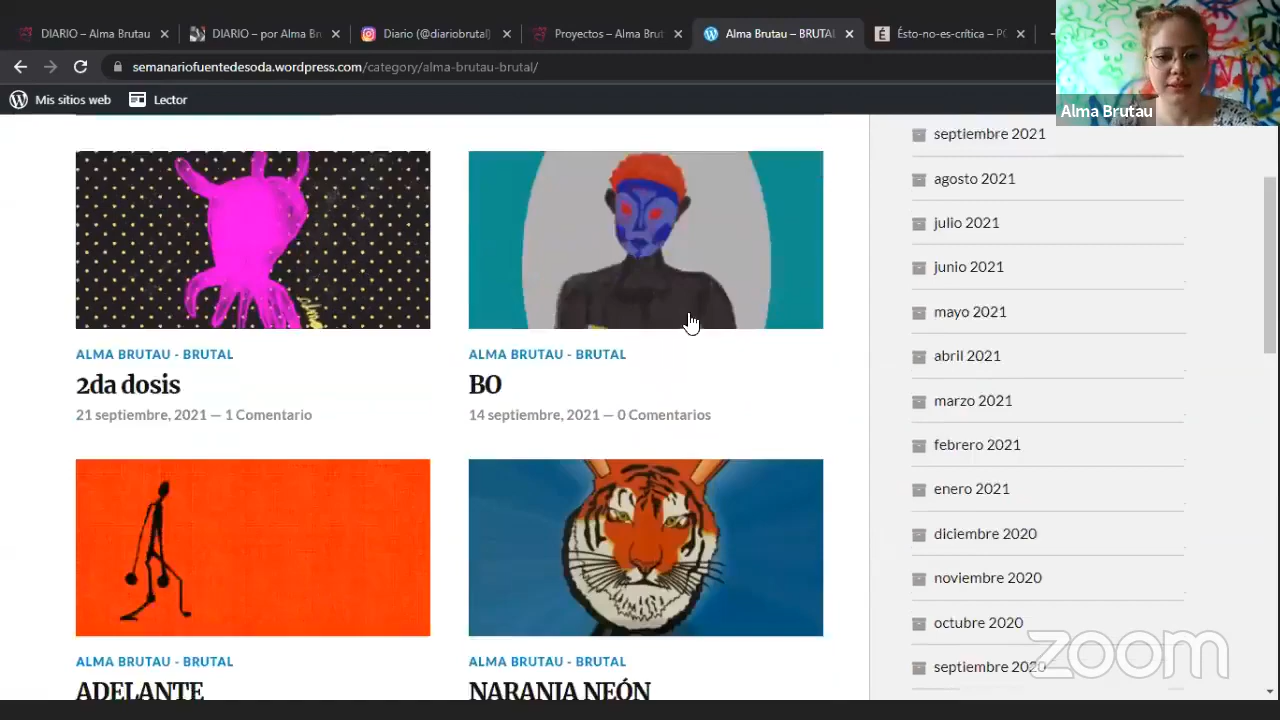 DIARIO – Alma Brutau
DIARIO – por Alma Br
Diario (@diariobrutal)
Proyectos – Alma Brut
Alma Brutau – BRUTAL
Ésto-no-es-crítica – PO
semanariofuentedesoda.wordpress.com/category/alma-brutau-brutal/
Mis sitios web
Lector
Alma Brutau
ALMA BRUTAU - BRUTAL
2da dosis
21 septiembre, 2021 — 1 Comentario
ALMA BRUTAU - BRUTAL
BO
14 septiembre, 2021 — 0 Comentarios
ALMA BRUTAU - BRUTAL
ADELANTE
ALMA BRUTAU - BRUTAL
NARANJA NEÓN
septiembre 2021
agosto 2021
julio 2021
junio 2021
mayo 2021
abril 2021
marzo 2021
febrero 2021
enero 2021
diciembre 2020
noviembre 2020
octubre 2020
septiembre 2020
zoom